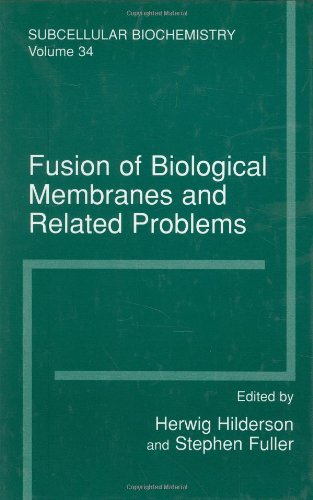 SUBCELLULAR BIOCHEMISTRY
Volume 34
Fusion of Biological
Membranes and
Related Problems
Edited by
Herwig Hilderson
and Stephen Fuller